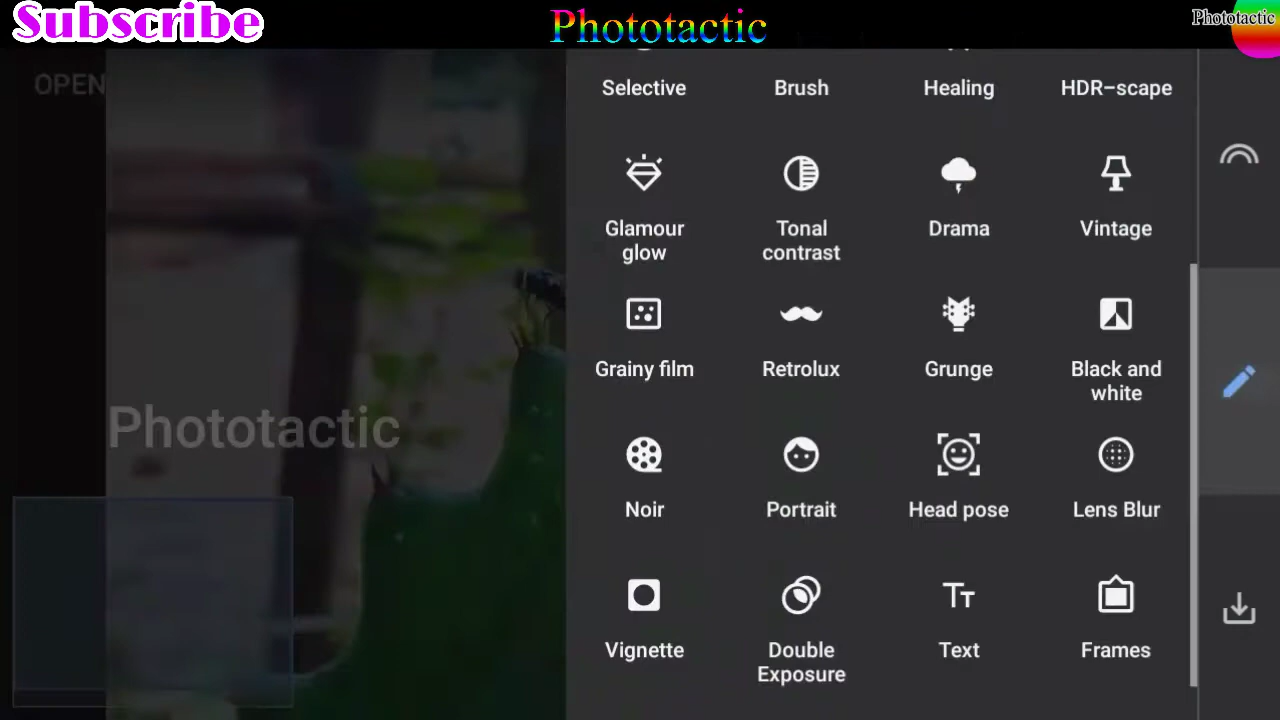 Subscribe
Phototactic
Phototactic
OPEN
Selective
Brush
Healing
HDR-scape
Glamour
glow
Tonal
contrast
Drama
Vintage
Grainy film
Retrolux
Grunge
Black and
white
Phototactic
Noir
Portrait
Head pose
Lens Blur
Vignette
Double
Exposure
Text
Frames